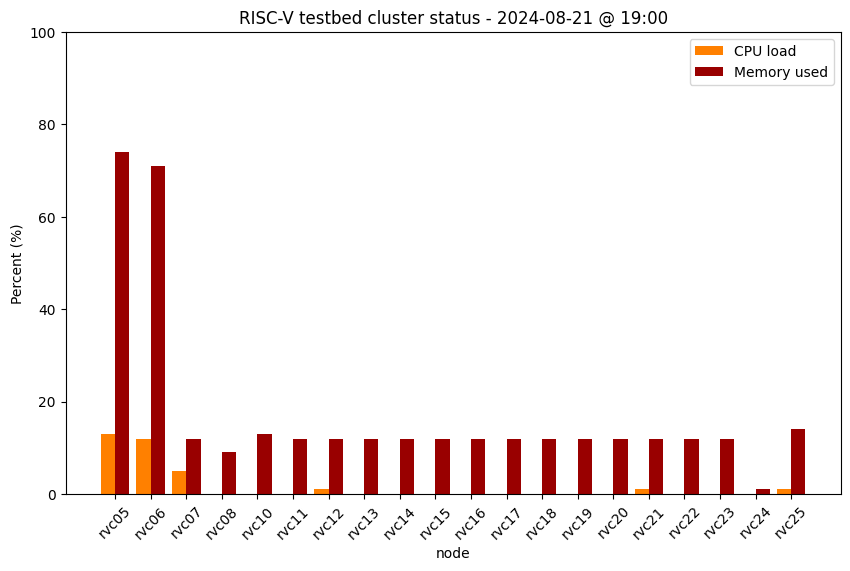 RISC-V testbed cluster status - 2024-08-21 @ 19:00
CPU load
Memory used
Percent (%)
100
80
60
40
20
0
rvc05 rvc06 rvc07 rvc08 rvc10 rvc11 rvc12 rvc13 rvc14 rvc15 rvc16 rvc17 rvc18 rvc19 rvc20 rvc21 rvc22 rvc23 rvc24 rvc25
node